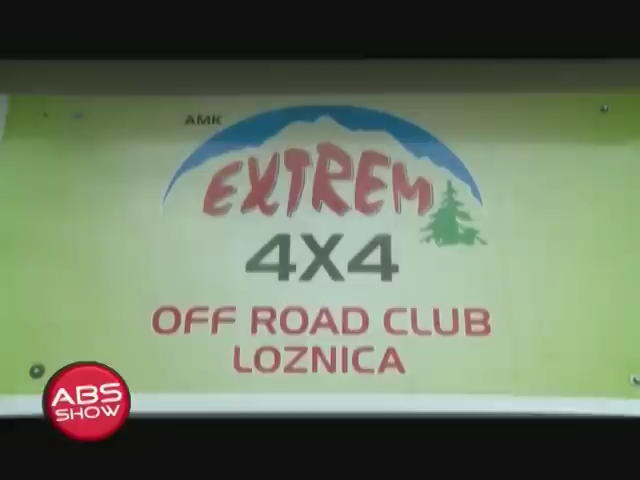 AMK
EXTREM
4X4
OFF ROAD CLUB
LOZNICA
ABS
SHOW